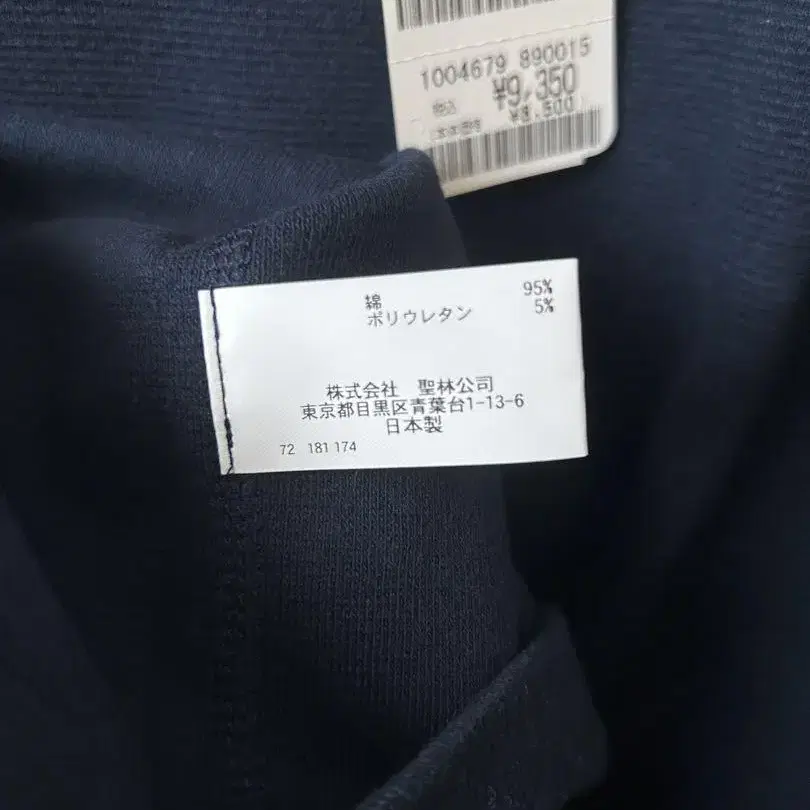 1004679 890015
¥9,350
税込
¥8,500
綿 95%
ポリウレタン 5%
株式会社 聖林公司
東京都目黒区青葉台1-13-6
日本製
72 181 174